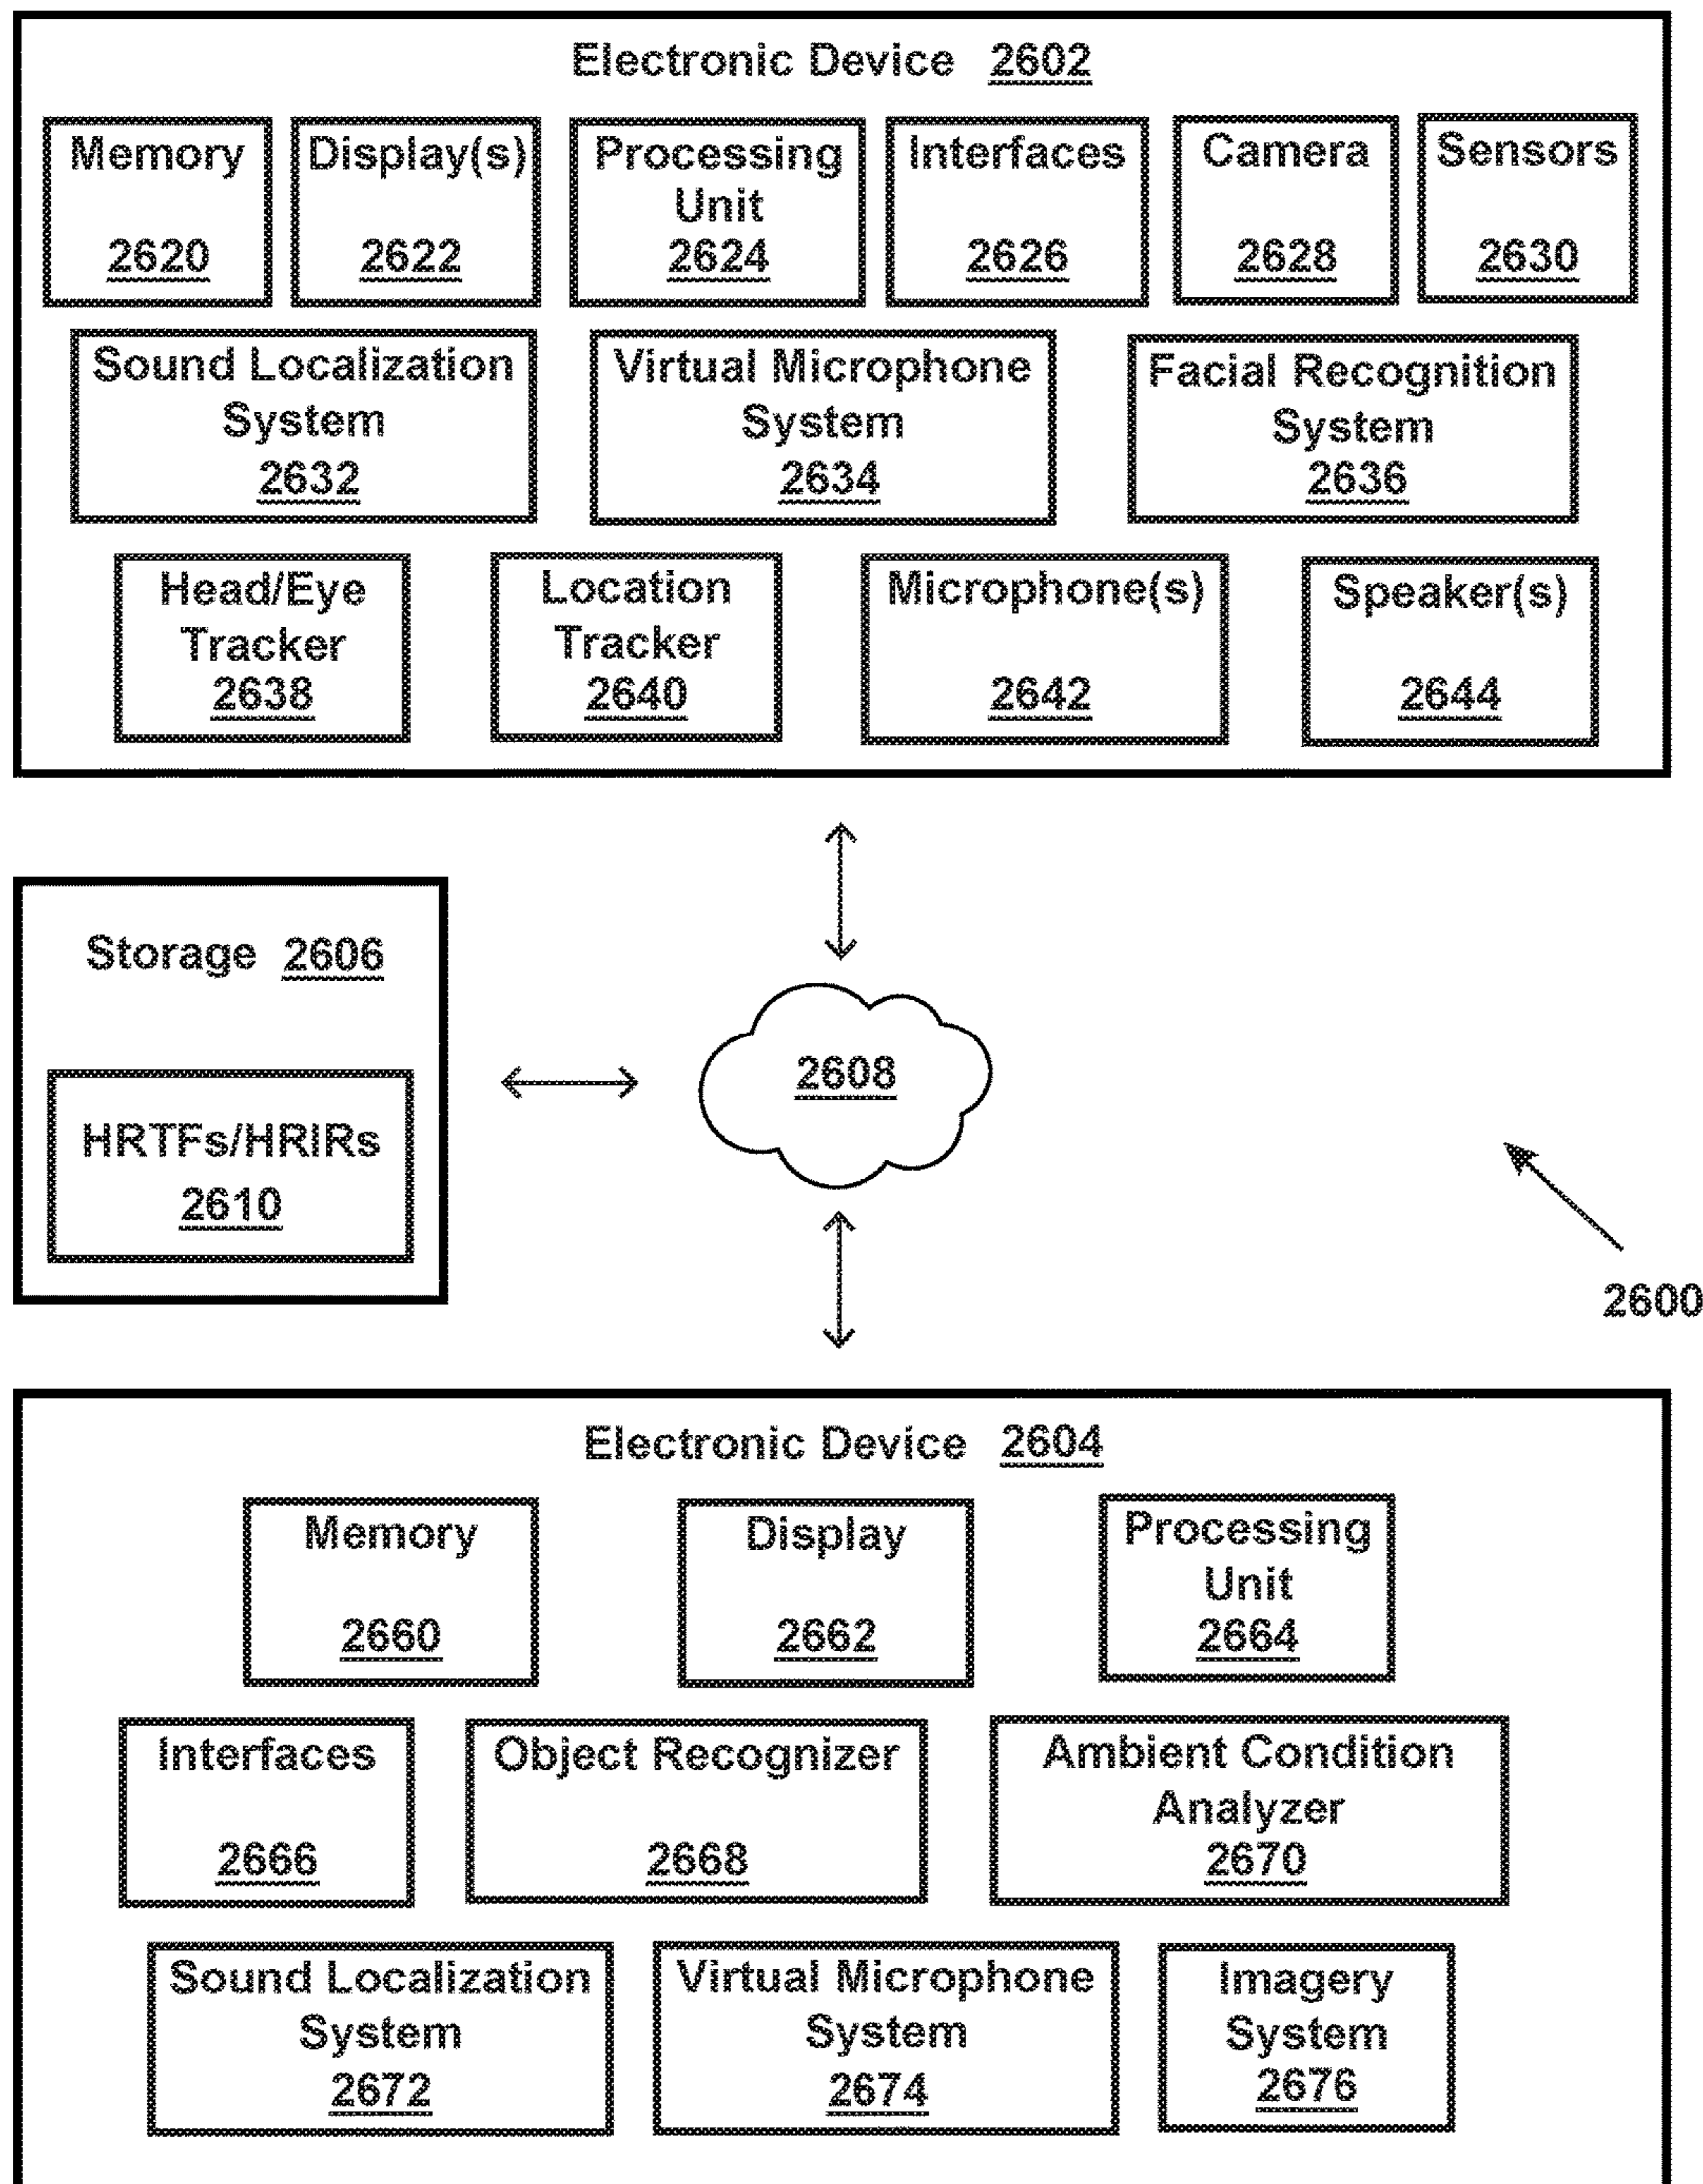 Electronic Device 2602
Memory
2620
Display(s)
2622
Processing
Unit
2624
Interfaces
2626
Camera
2628
Sensors
2630
Sound Localization
System
2632
Virtual Microphone
System
2634
Facial Recognition
System
2636
Head/Eye
Tracker
2638
Location
Tracker
2640
Microphone(s)
2642
Speaker(s)
2644
Storage 2606
HRTFs/HRIRs
2610
2608
2600
Electronic Device 2604
Memory
2660
Display
2662
Processing
Unit
2664
Interfaces
2666
Object Recognizer
2668
Ambient Condition
Analyzer
2670
Sound Localization
System
2672
Virtual Microphone
System
2674
Imagery
System
2676